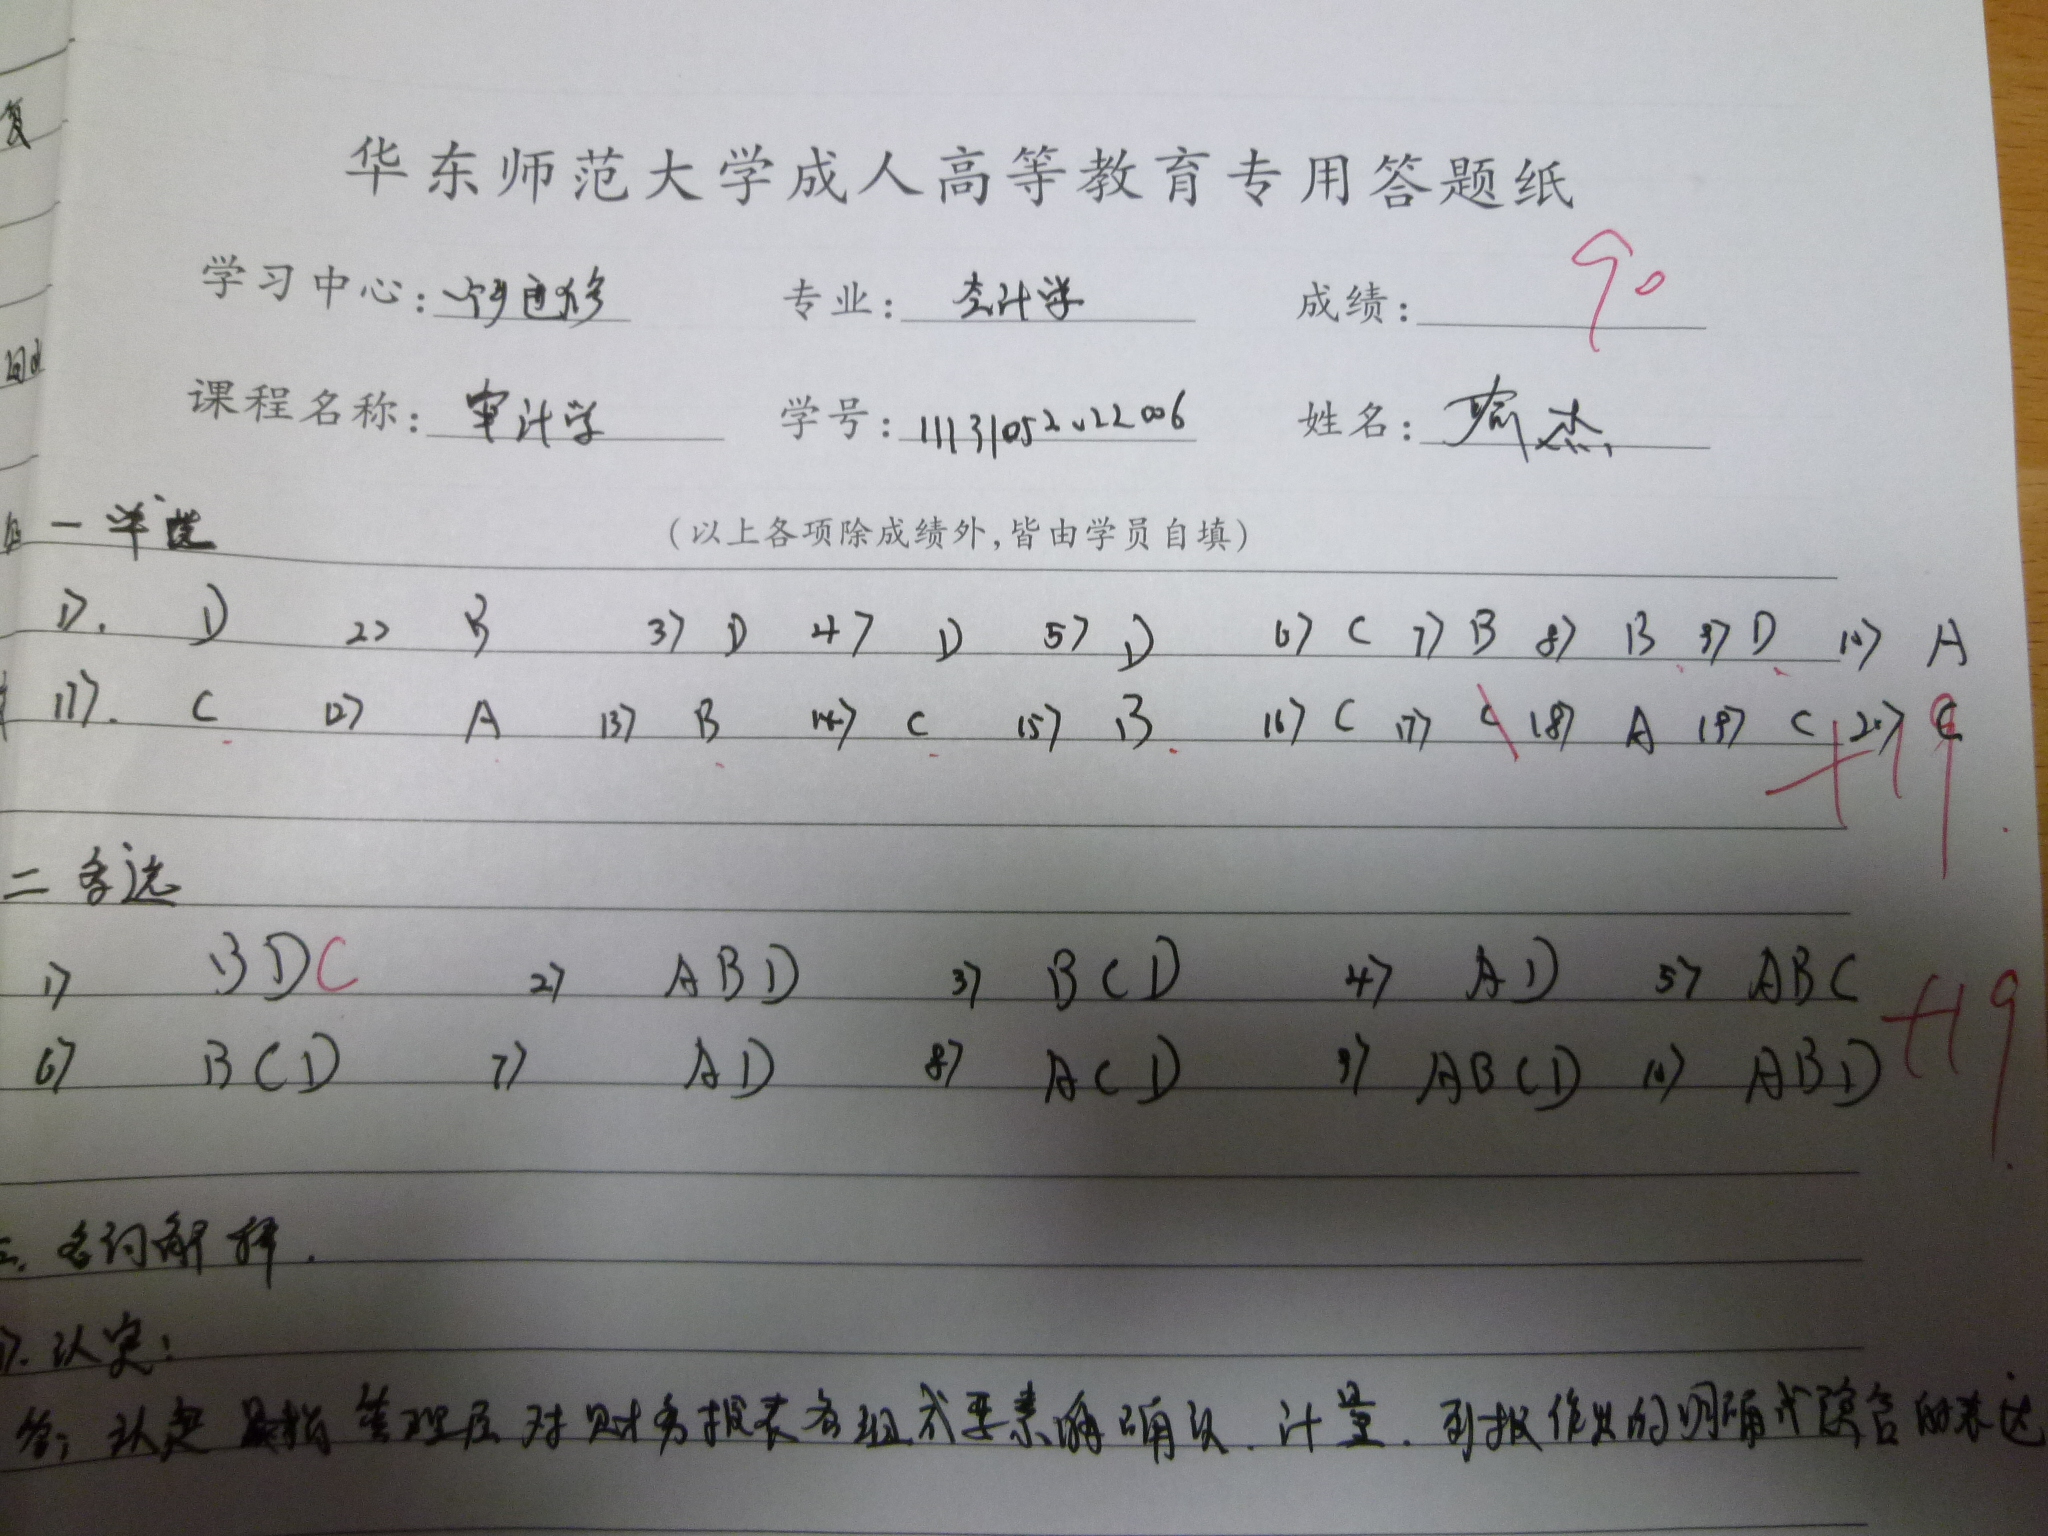 华东师范大学成人高等教育专用答题纸
学习中心: 专业: 会计学 成绩: 90
课程名称: 审计学 学号: 姓名: 杰
一 单选 (以上各项除成绩外,皆由学员自填)
1>. D 2> B 3> D 4> D 5> D 6> C 7> B 8> B 9> D 10> A
11>. C 12> A 13> B 14> C 15> B 16> C 17> C 18> A 19> C 20> C +19
二 多选
1> BDC 2> ABD 3> BCD 4> AD 5> ABC +19
6> BCD 7> AD 8> ACD 9> ABCD 10> ABD
三. 名词解释.
1>. 认定:
答: 认定是指管理层对财务报表各组成要素的确认.计量.列报作出的明确或隐含的表达